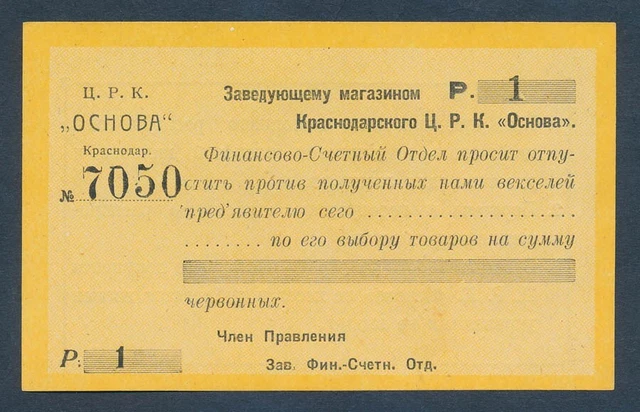 Ц. Р. К.
„ОСНОВА“
Краснодар.
№ 7050
Заведующему магазином Р. 1
Краснодарского Ц. Р. К. «Основа».
Финансово-Счетный Отдел просит отпу-
стить против полученных нами векселей
пред'явителю сего ....................
........ по его выбору товаров на сумму
червонных.
Член Правления
Р. 1
Зав. Фин.-Счетн. Отд.